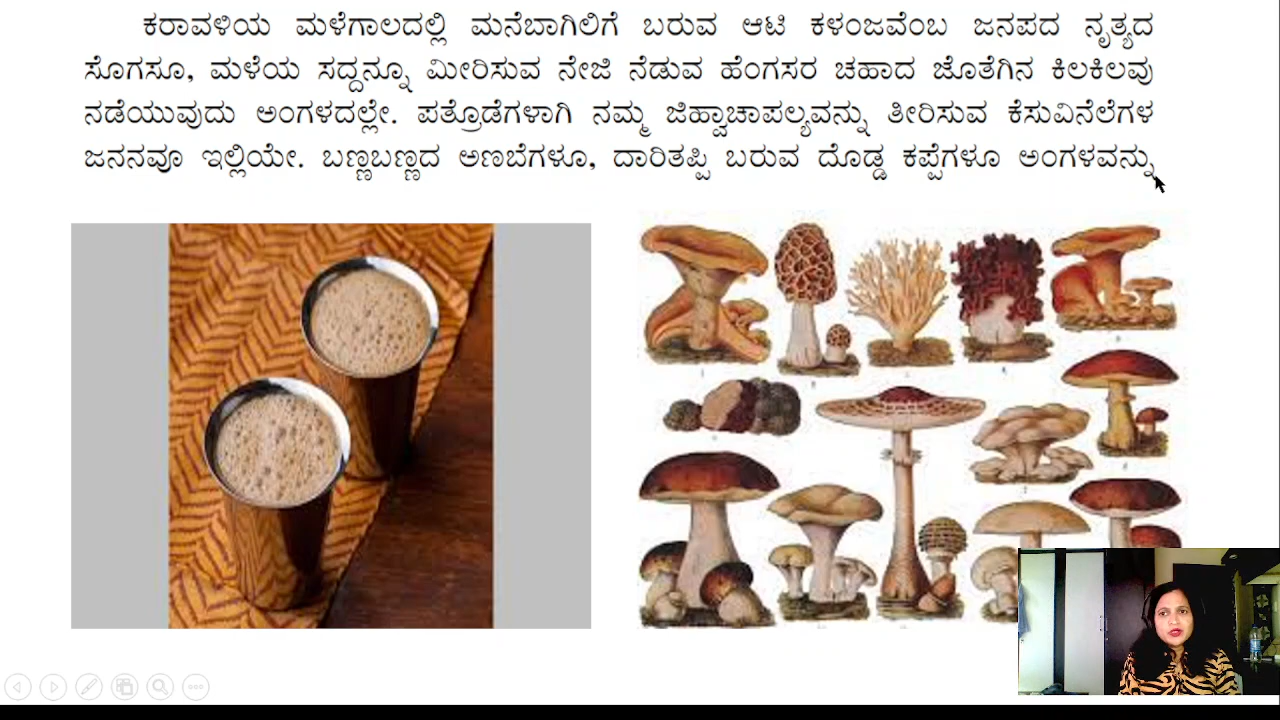 ಕರಾವಳಿಯ ಮಳೆಗಾಲದಲ್ಲಿ ಮನೆಬಾಗಿಲಿಗೆ ಬರುವ ಆಟಿ ಕಳಂಜವೆಂಬ ಜನಪದ ನೃತ್ಯದ
ಸೊಗಸೂ, ಮಳೆಯ ಸದ್ದನ್ನೂ ಮೀರಿಸುವ ನೇಜಿ ನೆಡುವ ಹೆಂಗಸರ ಚಹಾದ ಜೊತೆಗಿನ ಕಿಲಕಿಲವು
ನಡೆಯುವುದು ಅಂಗಳದಲ್ಲೇ. ಪತ್ರೊಡೆಗಳಾಗಿ ನಮ್ಮ ಜಿಹ್ವಾಚಾಪಲ್ಯವನ್ನು ತೀರಿಸುವ ಕೆಸುವಿನೆಲೆಗಳ
ಜನನವೂ ಇಲ್ಲಿಯೇ. ಬಣ್ಣಬಣ್ಣದ ಅಣಬೆಗಳೂ, ದಾರಿತಪ್ಪಿ ಬರುವ ದೊಡ್ಡ ಕಪ್ಪೆಗಳೂ ಅಂಗಳವನ್ನು